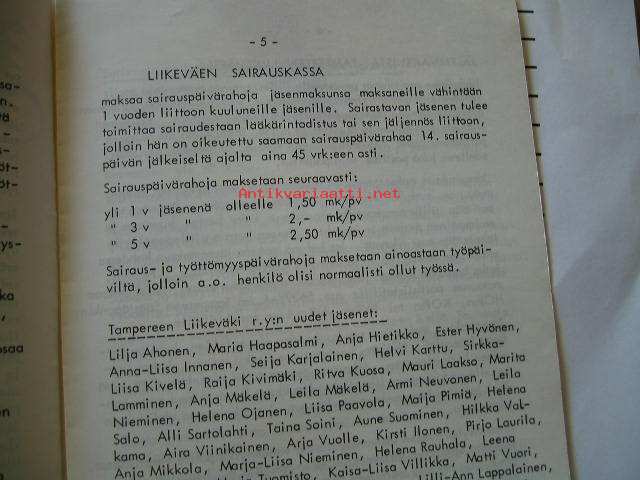 - 5 -
LIIKEVÄEN SAIRAUSKASSA
maksaa sairauspäivärahoja jäsenmaksunsa maksaneille vähintään
1 vuoden liittoon kuuluneille jäsenille. Sairastavan jäsenen tulee
toimittaa sairaudestaan lääkärintodistus tai sen jäljennös liittoon,
jolloin hän on oikeutettu saamaan sairauspäivärahaa 14. sairaus-
päivän jälkeiseltä ajalta aina 45 vrk:een asti.
Sairauspäivärahoja maksetaan seuraavasti:
Antikvariaatti.net
yli 1 v jäsenenä olleelle 1,50 mk/pv
" 3 v " " 2,- mk/pv
" 5 v " " 2,50 mk/pv
Sairaus- ja työttömyyspäivärahoja maksetaan ainoastaan työpäi-
viltä, jolloin a.o. henkilö olisi normaalisti ollut työssä.
Tampereen Liikeväki r.y:n uudet jäsenet:
Lilja Ahonen, Maria Haapasalmi, Anja Hietikko, Ester Hyvönen,
Anna-Liisa Innanen, Seija Karjalainen, Helvi Karttu, Sirkka-
Liisa Kivelä, Raija Kivimäki, Ritva Kuosa, Mauri Laakso, Marita
Lamminen, Anja Mäkelä, Leila Mäkelä, Armi Neuvonen, Leila
Nieminen, Helena Ojanen, Liisa Paavola, Maija Pimiä, Helena
Salo, Alli Sartolahti, Taina Soini, Aune Suominen, Hilkka Val-
kama, Aira Viinikainen, Arja Vuolle, Kirsti Ilonen, Pirjo Laurila,
Anja Mikkola, Marja-Liisa Nieminen, Helena Rauhala, Leena
Tuomisto, Kaisa-Liisa Villikka, Matti Vuori,
Lilli-Ann Lappalainen,